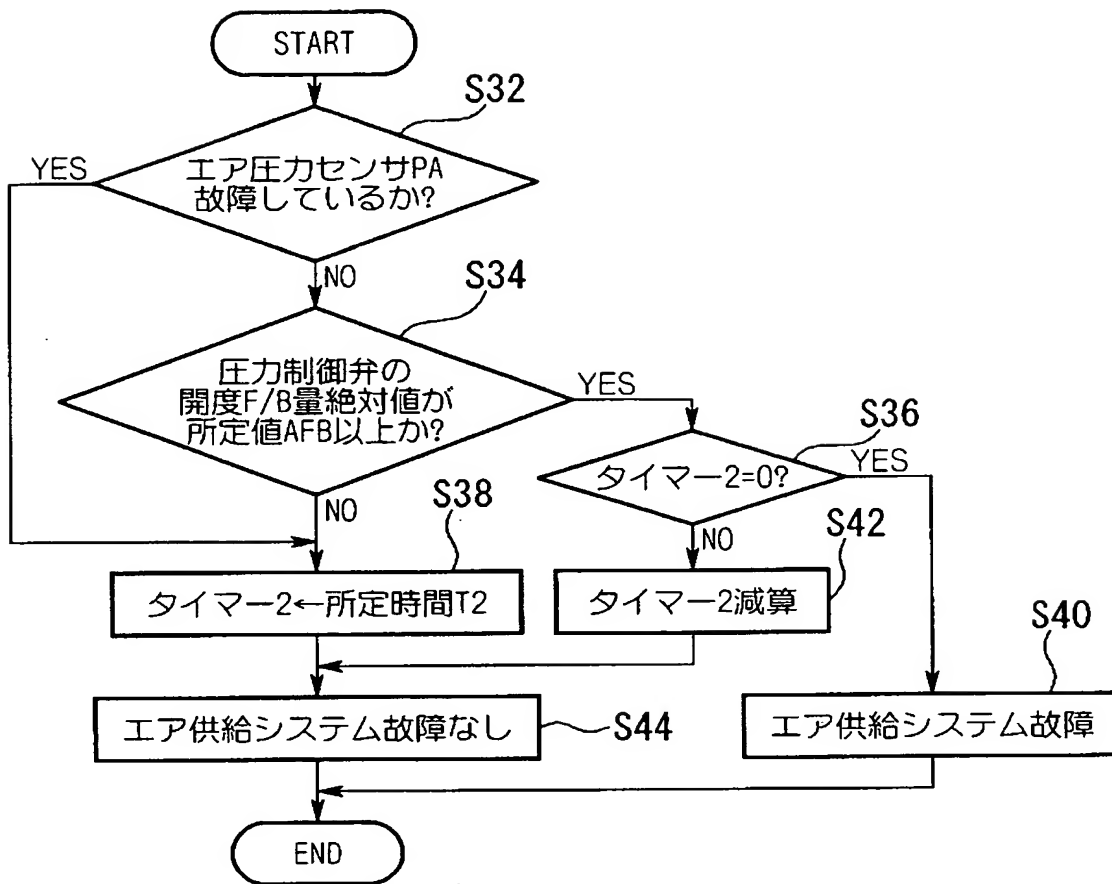 START
S32
エア圧力センサPA
故障しているか?
YES
NO
S34
圧力制御弁の
開度F/B量絶対値が
所定値AFB以上か?
YES
NO
S36
タイマー2=0?
YES
NO
S38
タイマー2←所定時間T2
S42
タイマー2減算
S40
エア供給システム故障
エア供給システム故障なし
S44
END